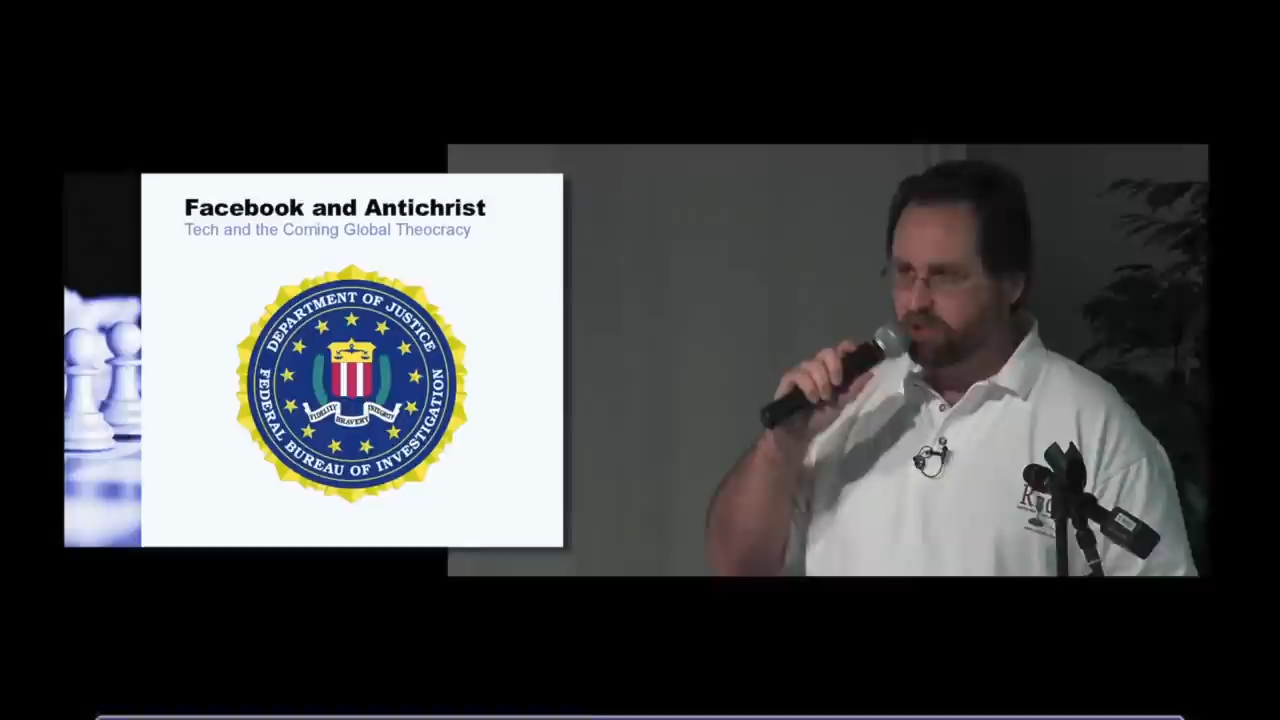 Facebook and Antichrist
Tech and the Coming Global Theocracy
DEPARTMENT OF JUSTICE
FIDELITY BRAVERY INTEGRITY
FEDERAL BUREAU OF INVESTIGATION